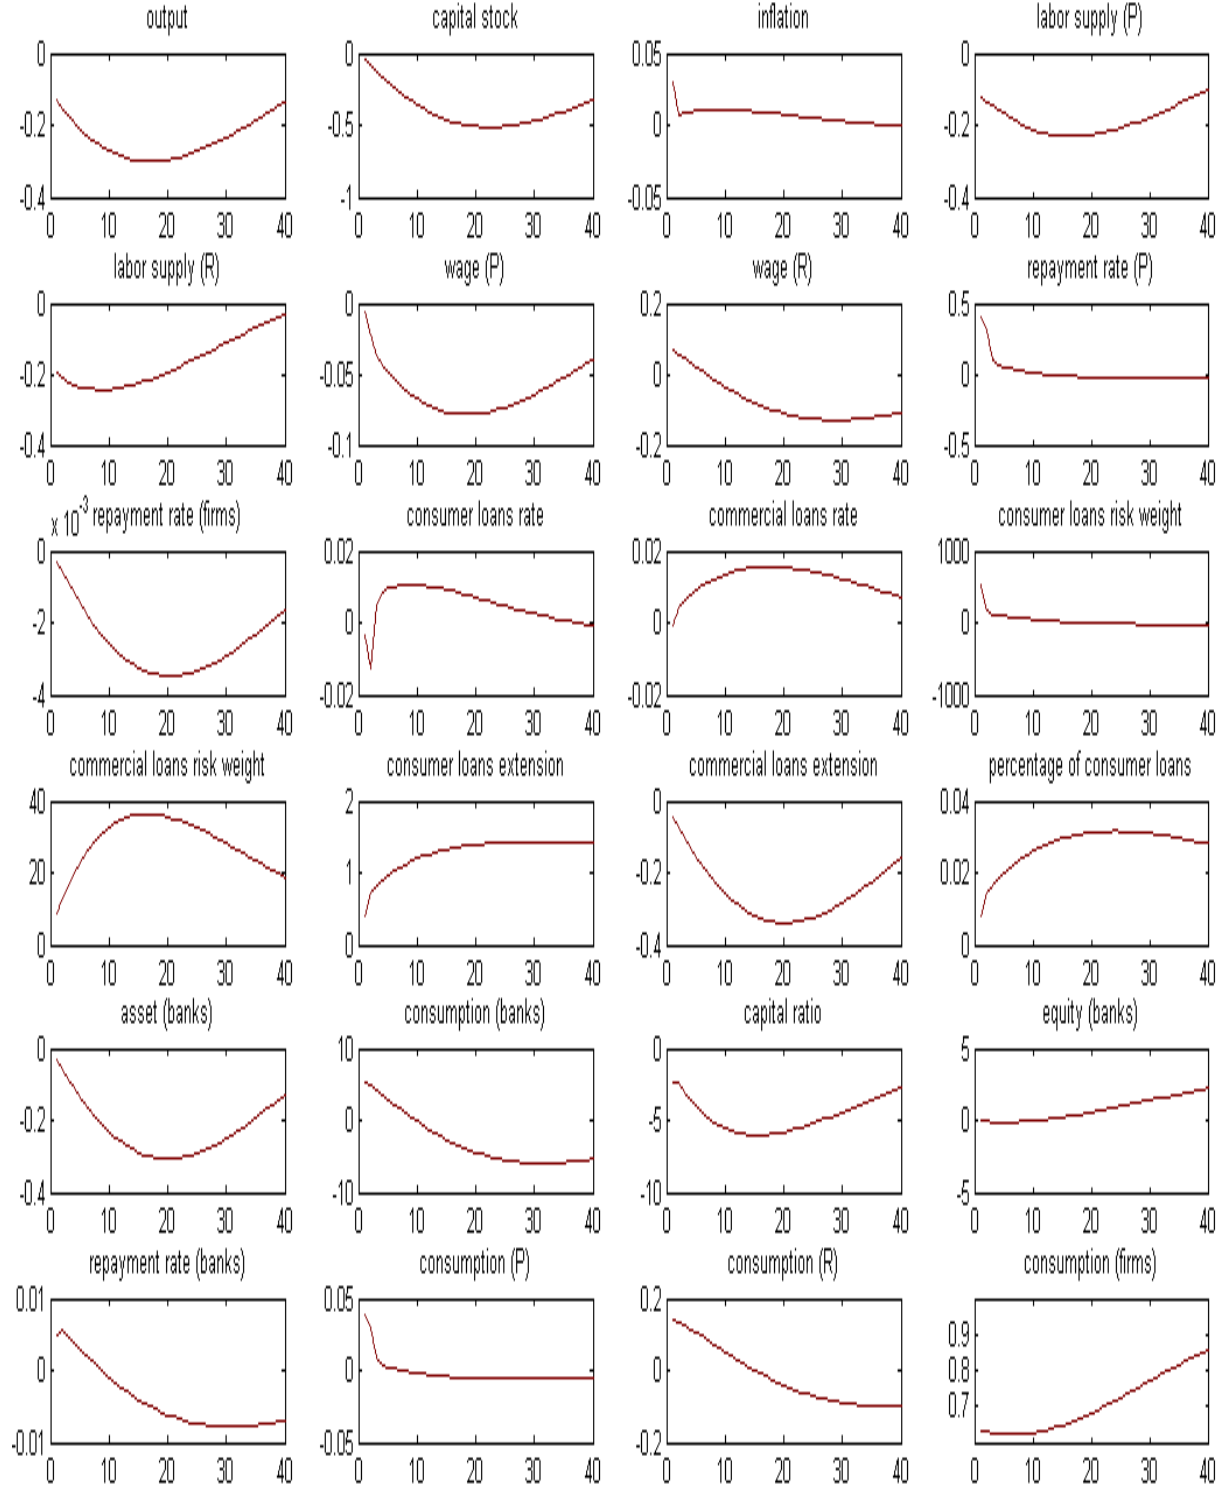 output capital stock inflation labor supply (P)
0 0 0.05 0
-0.2 -0.5 0 -0.2
-0.4 -1 -0.05 -0.4
0 10 20 30 40 0 10 20 30 40 0 10 20 30 40 0 10 20 30 40
labor supply (R) wage (P) wage (R) repayment rate (P)
0 0 0.2 0.5
-0.2 -0.05 0 0
-0.4 -0.1 -0.2 -0.5
0 10 20 30 40 0 10 20 30 40 0 10 20 30 40 0 10 20 30 40
x 10^-3 repayment rate (firms) consumer loans rate commercial loans rate consumer loans risk weight
0 0.02 0.02 1000
-2 0 0 0
-4 -0.02 -0.02 -1000
0 10 20 30 40 0 10 20 30 40 0 10 20 30 40 0 10 20 30 40
commercial loans risk weight consumer loans extension commercial loans extension percentage of consumer loans
40 2 0 0.04
20 1 -0.2 0.02
0 0 -0.4 0
0 10 20 30 40 0 10 20 30 40 0 10 20 30 40 0 10 20 30 40
asset (banks) consumption (banks) capital ratio equity (banks)
0 10 0 5
-0.2 0 -5 0
-0.4 -10 -10 -5
0 10 20 30 40 0 10 20 30 40 0 10 20 30 40 0 10 20 30 40
repayment rate (banks) consumption (P) consumption (R) consumption (firms)
0.01 0.05 0.2
0.9
0 0 0 0.8
0.7
-0.01 -0.05 -0.2
0 10 20 30 40 0 10 20 30 40 0 10 20 30 40 0 10 20 30 40